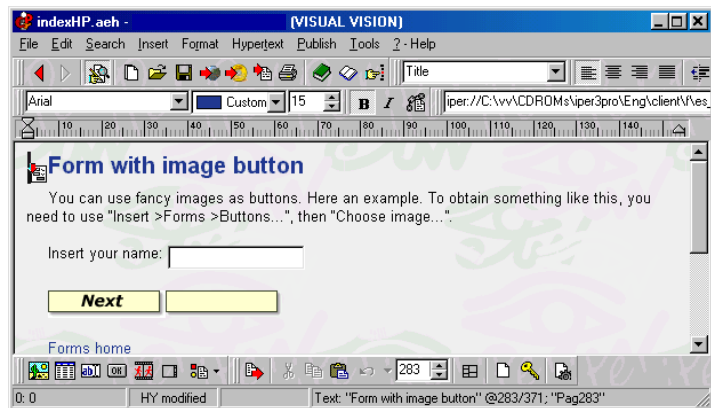 indexHP.aeh - (VISUAL VISION)
File Edit Search Insert Format Hypertext Publish Tools ?-Help
Title
Arial Custom 15 B I iper://C:\vv\CDROMs\iper3pro\Eng\client\f\es_
10 20 30 40 50 60 70 80 90 100 110 120 130 140
Form with image button
You can use fancy images as buttons. Here an example. To obtain something like this, you
need to use "Insert >Forms >Buttons...", then "Choose image...".
Insert your name:
Next
Forms home
ab OK 283
0: 0 HY modified Text: "Form with image button" @283/371; "Pag283"